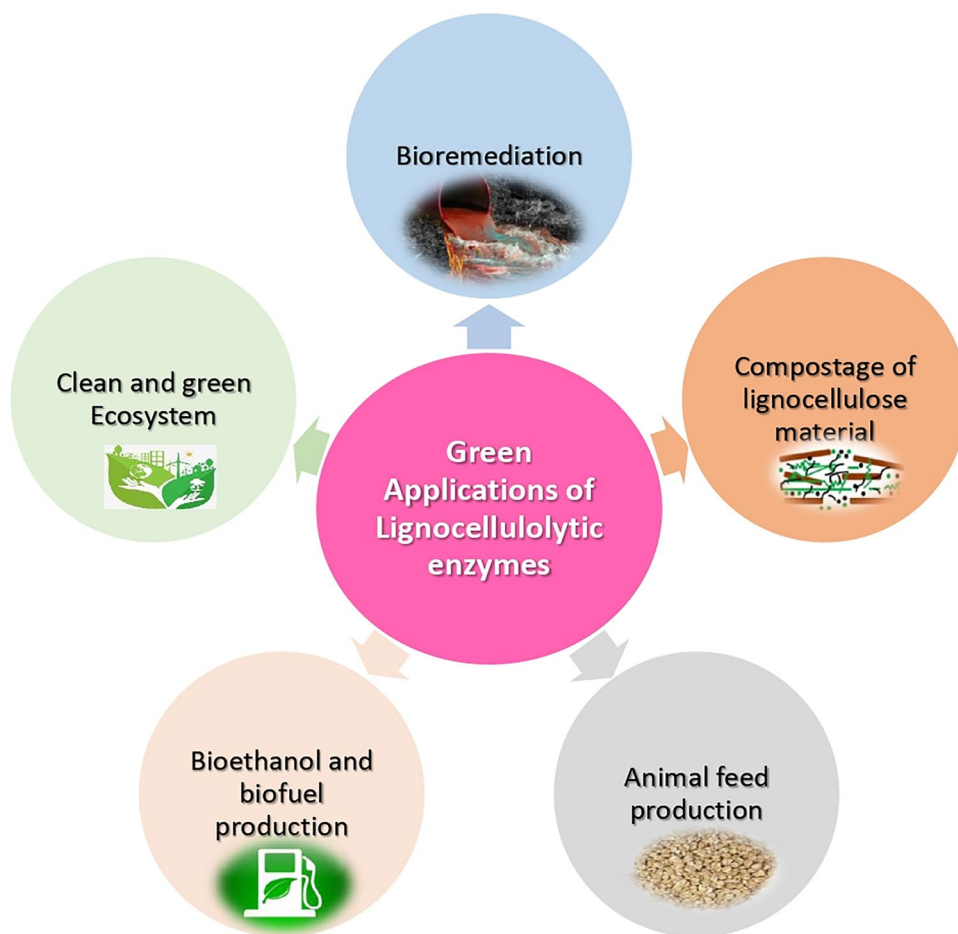 Bioremediation
Clean and green
Ecosystem
Compostage of
lignocellulose
material
Green
Applications of
Lignocellulolytic
enzymes
Bioethanol and
biofuel
production
Animal feed
production